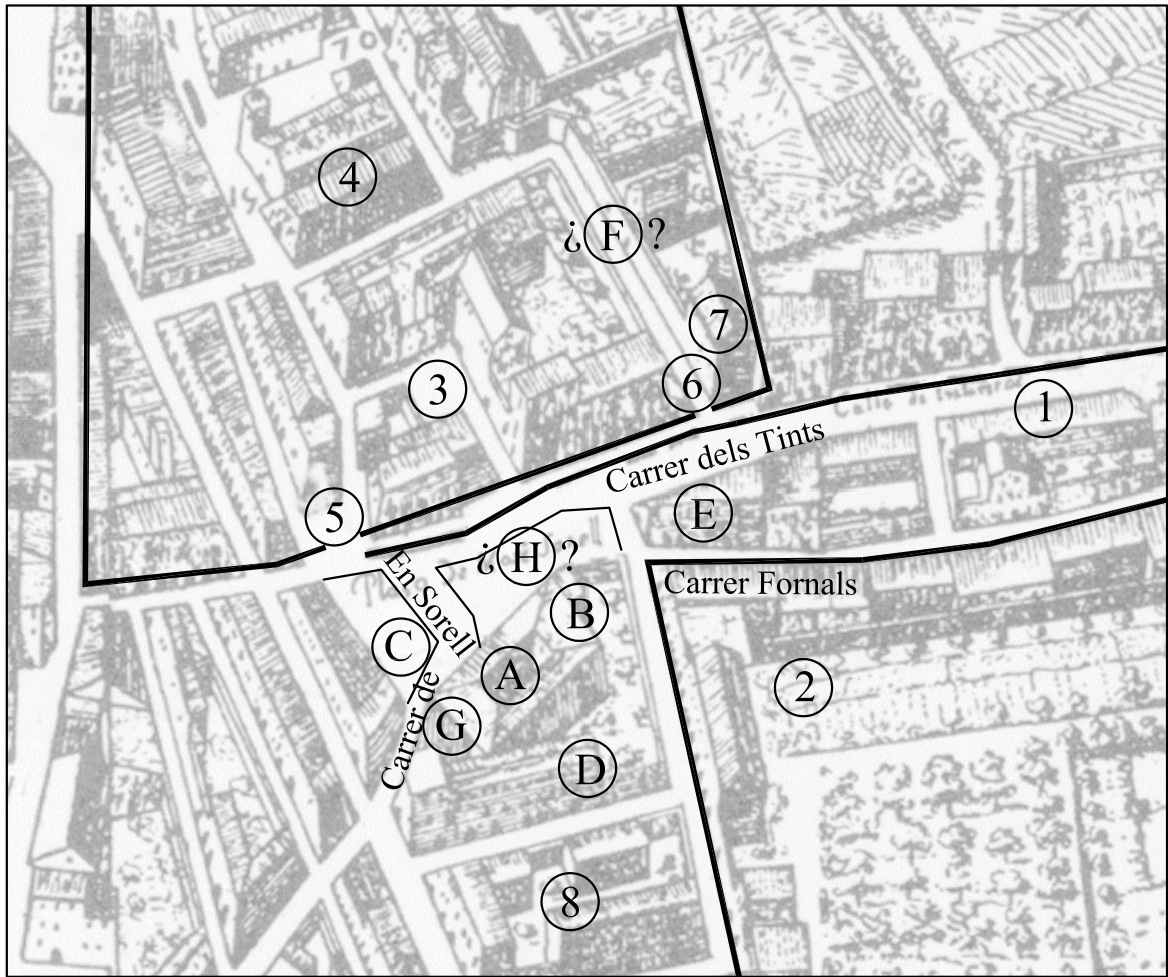 4
¿ F ?
7
6
3
1
Carrer dels Tints
5
E
¿ H ?
En Sorell
Carrer Fornals
B
C
A
2
Carrer de
G
D
8